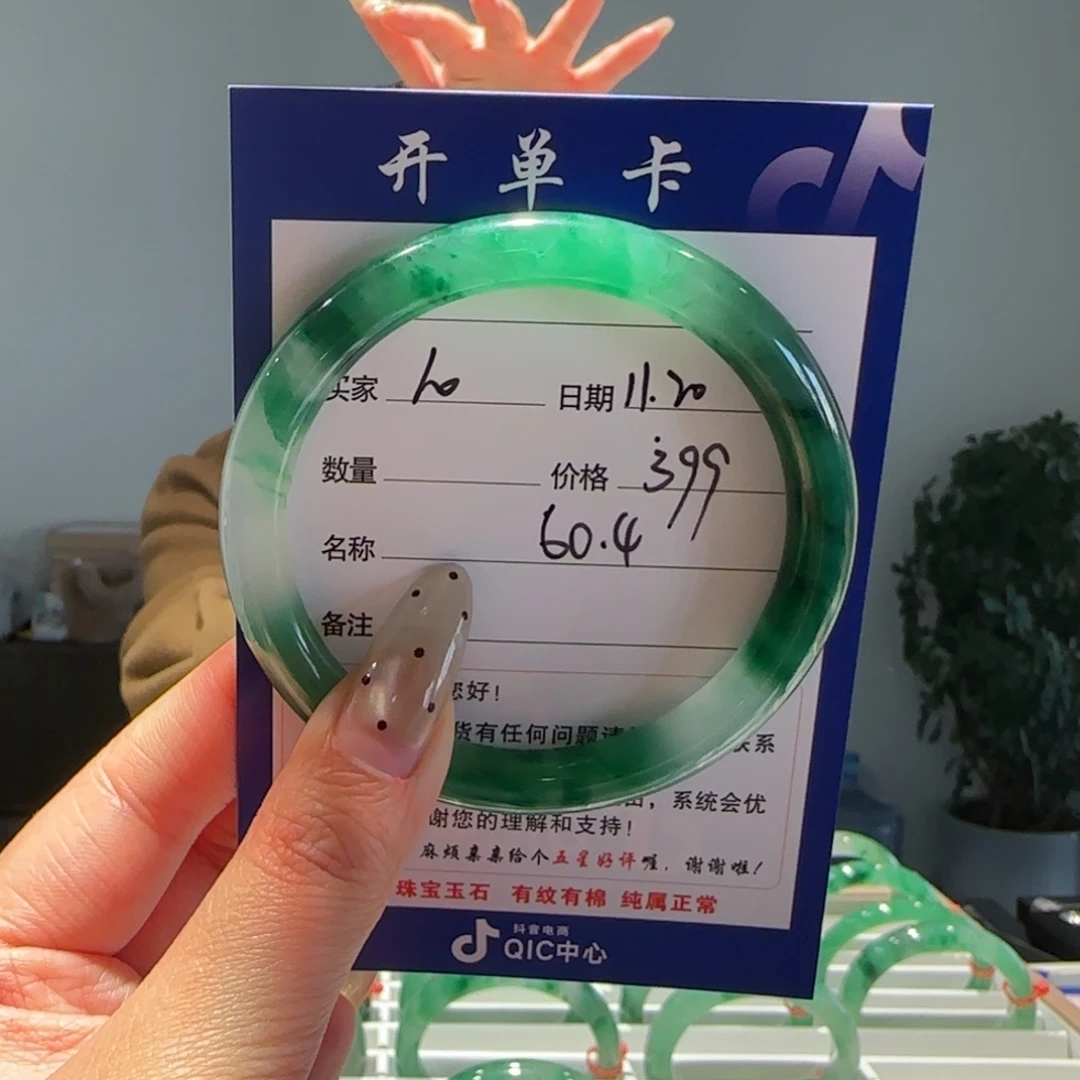 开单卡
买家 日期 11.20
数量 价格 399
名称 60.4
备注
您好!
货有任何问题请 联系
由，系统会优
谢您的理解和支持!
麻烦亲亲给个五星好评喔，谢谢啦!
珠宝玉石 有纹有棉 纯属正常
抖音电商
QIC中心